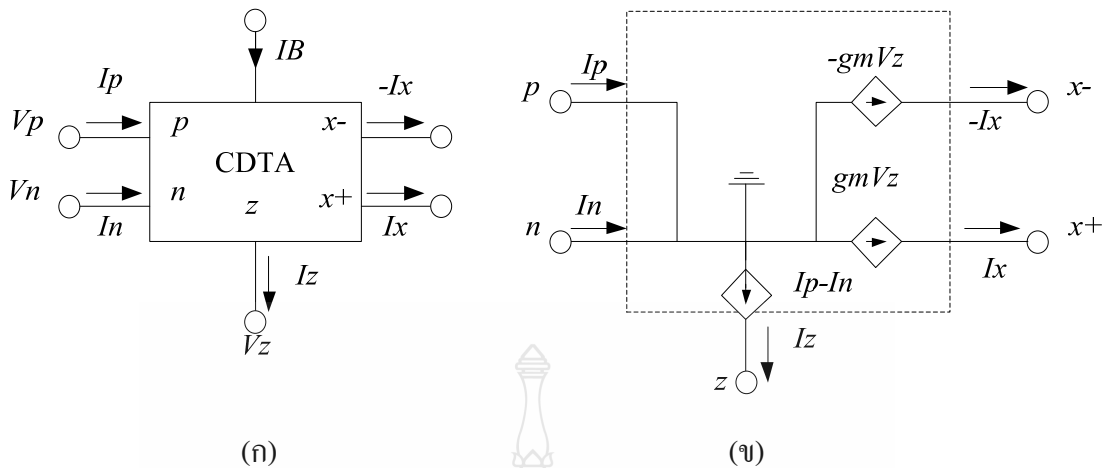 IB
Ip
-Ix
Vp
p
x-
CDTA
Vn
n
x+
z
In
Ix
Iz
Vz
(ก)
-gmVz
p
Ip
x-
-Ix
gmVz
n
In
x+
Ip-In
Ix
Iz
z
(ข)